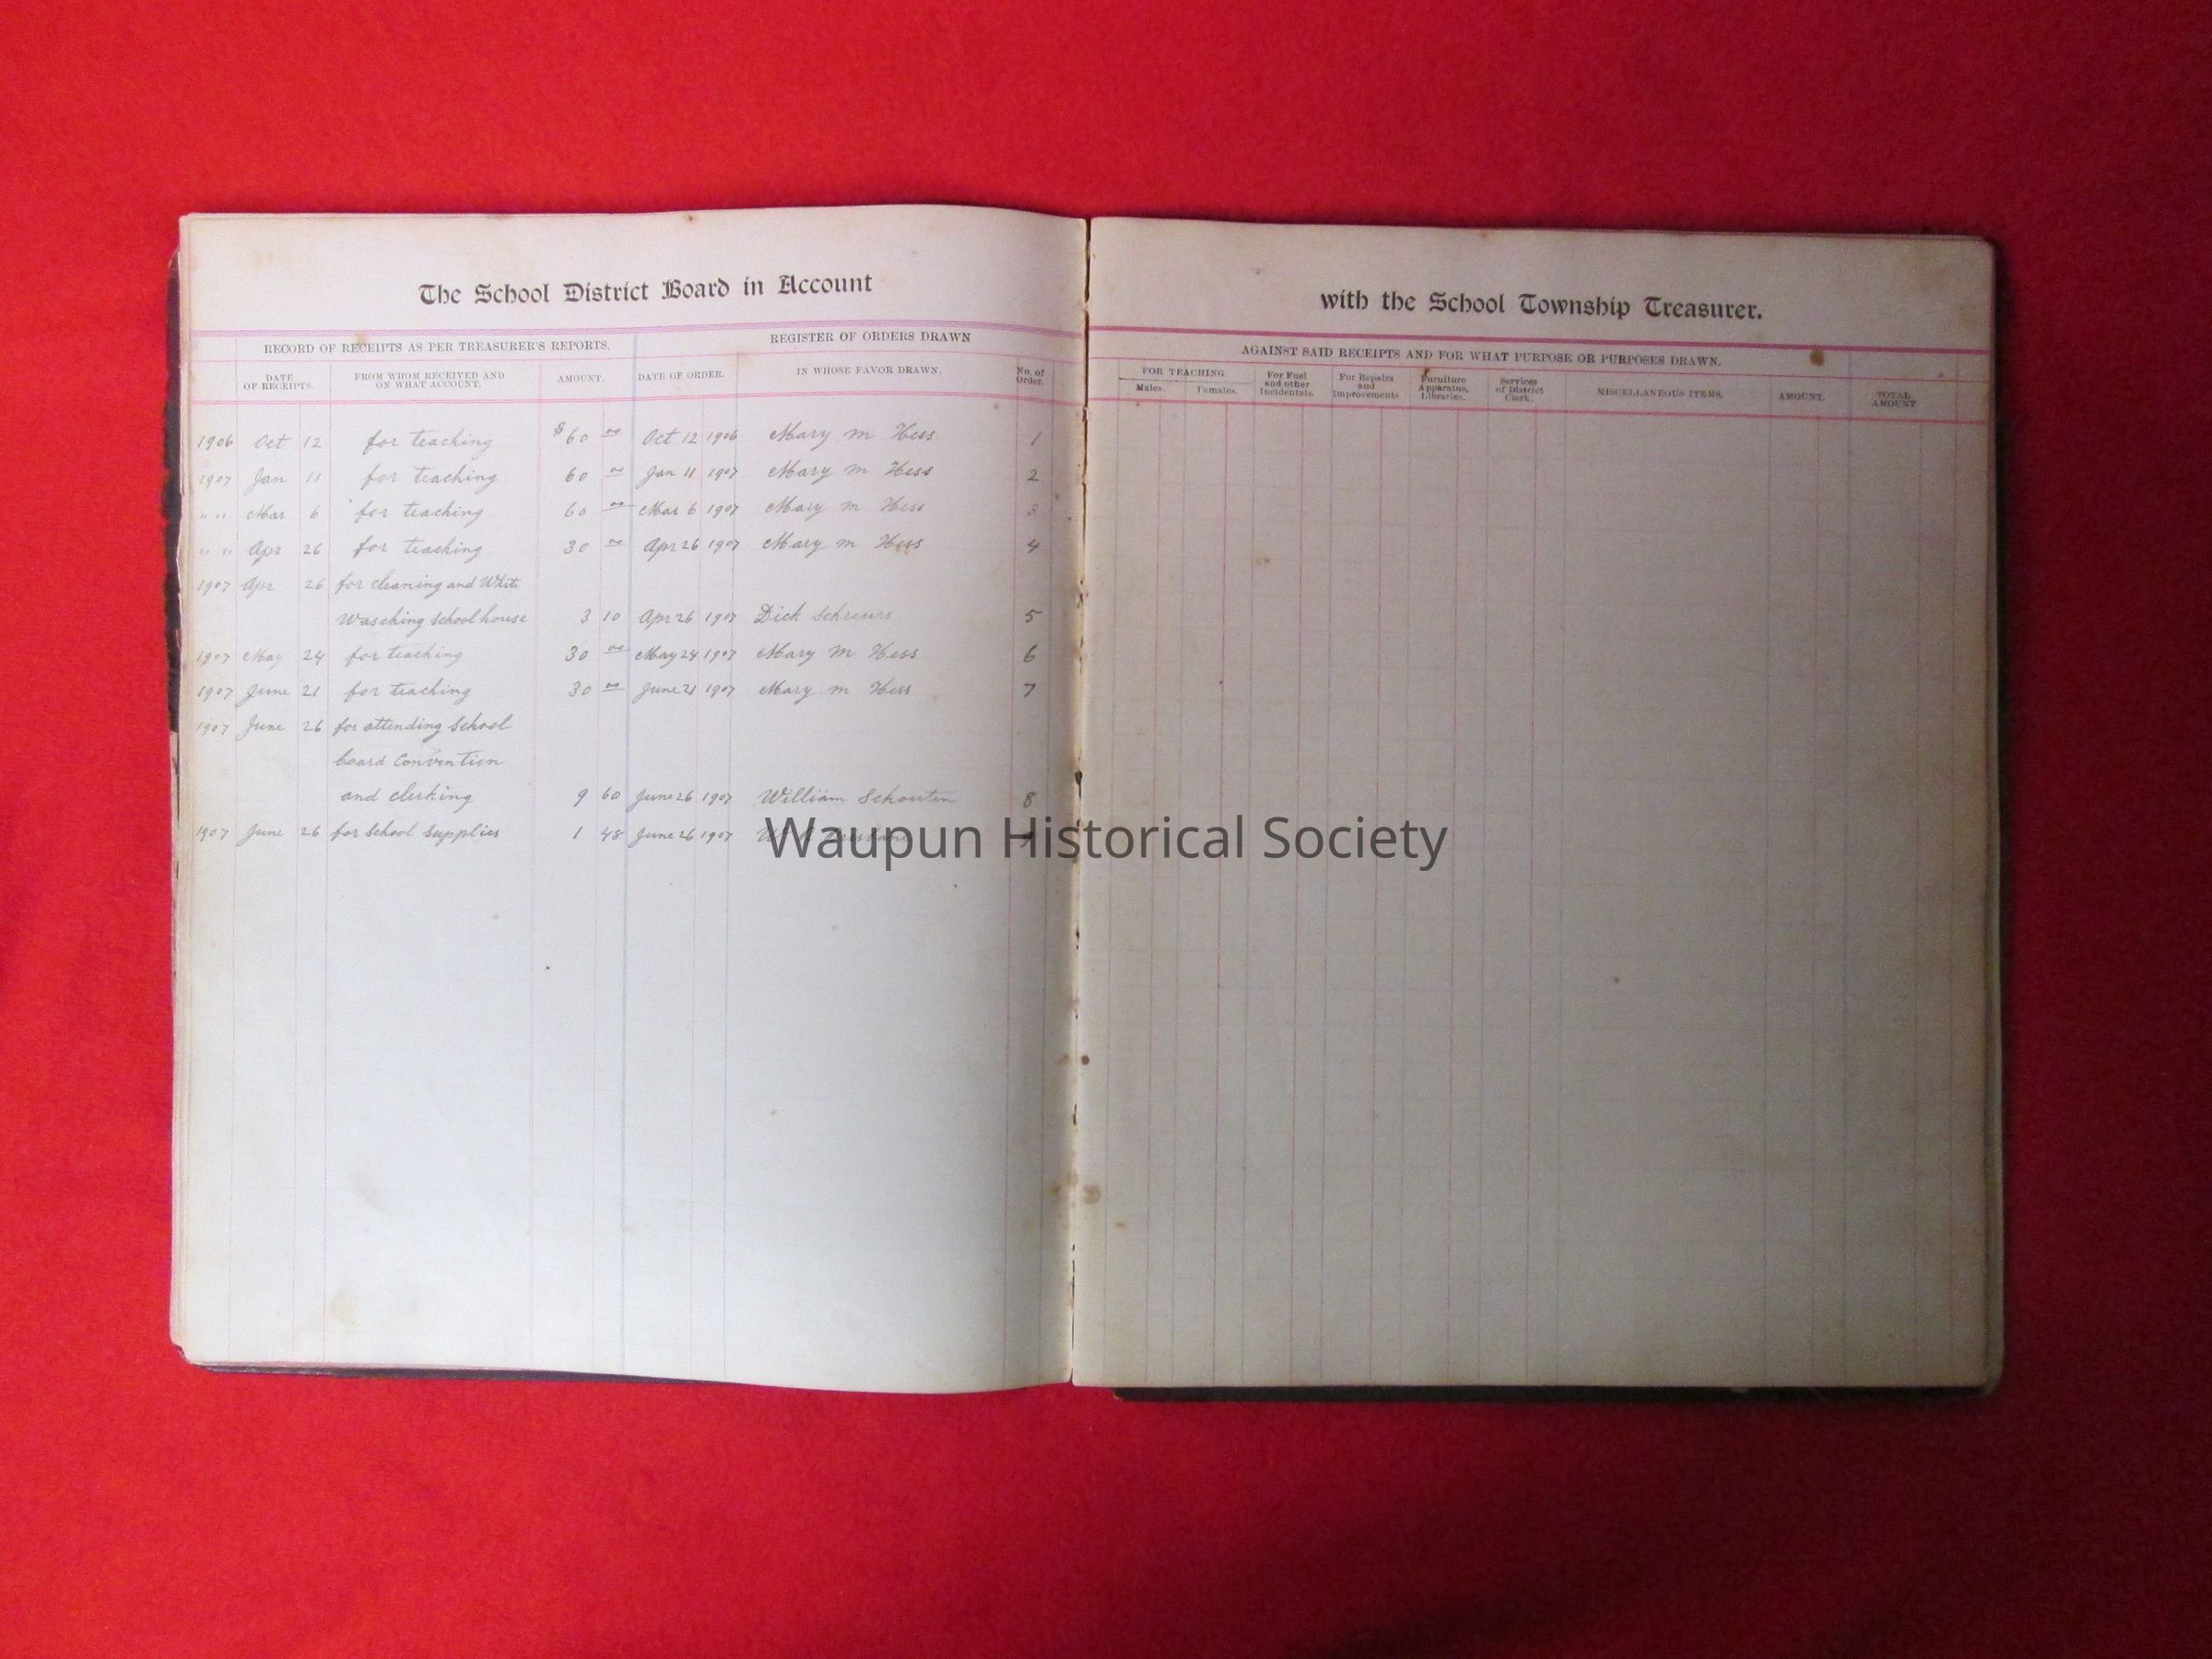 The School District Board in Account
RECORD OF RECEIPTS AS PER TREASURER'S REPORTS.
REGISTER OF ORDERS DRAWN
DATE OF RECEIPTS.
FROM WHOM RECEIVED AND ON WHAT ACCOUNT.
AMOUNT.
DATE OF ORDER.
IN WHOSE FAVOR DRAWN.
No. of Order.
1906 Oct 12 for teaching $60 00 Oct 12 1906 Mary M Hess 1
1907 Jan 11 for teaching 60 00 Jan 11 1907 Mary M Hess 2
" " Mar 6 for teaching 60 00 Mar 6 1907 Mary M Hess 3
" " Apr 26 for teaching 30 00 Apr 26 1907 Mary M Hess 4
1907 Apr 26 for cleaning and White
Wasching school house 3 10 Apr 26 1907 Dick Schreurs 5
1907 May 24 for teaching 30 00 May 24 1907 Mary M Hess 6
1907 June 21 for teaching 30 00 June 21 1907 Mary M Hess 7
1907 June 26 for attending School
board Convention
and clerking 9 60 June 26 1907 William Schouten 8
1907 June 26 for school supplies 1 48 June 26 1907
with the School Township Treasurer.
AGAINST SAID RECEIPTS AND FOR WHAT PURPOSE OR PURPOSES DRAWN.
FOR TEACHING.
Males. Females.
For Fuel and other Incidentals.
For Repairs and Improvements
Furniture Apparatus, Libraries.
Services of District Clerk.
MISCELLANEOUS ITEMS.
AMOUNT.
TOTAL AMOUNT
Waupun Historical Society